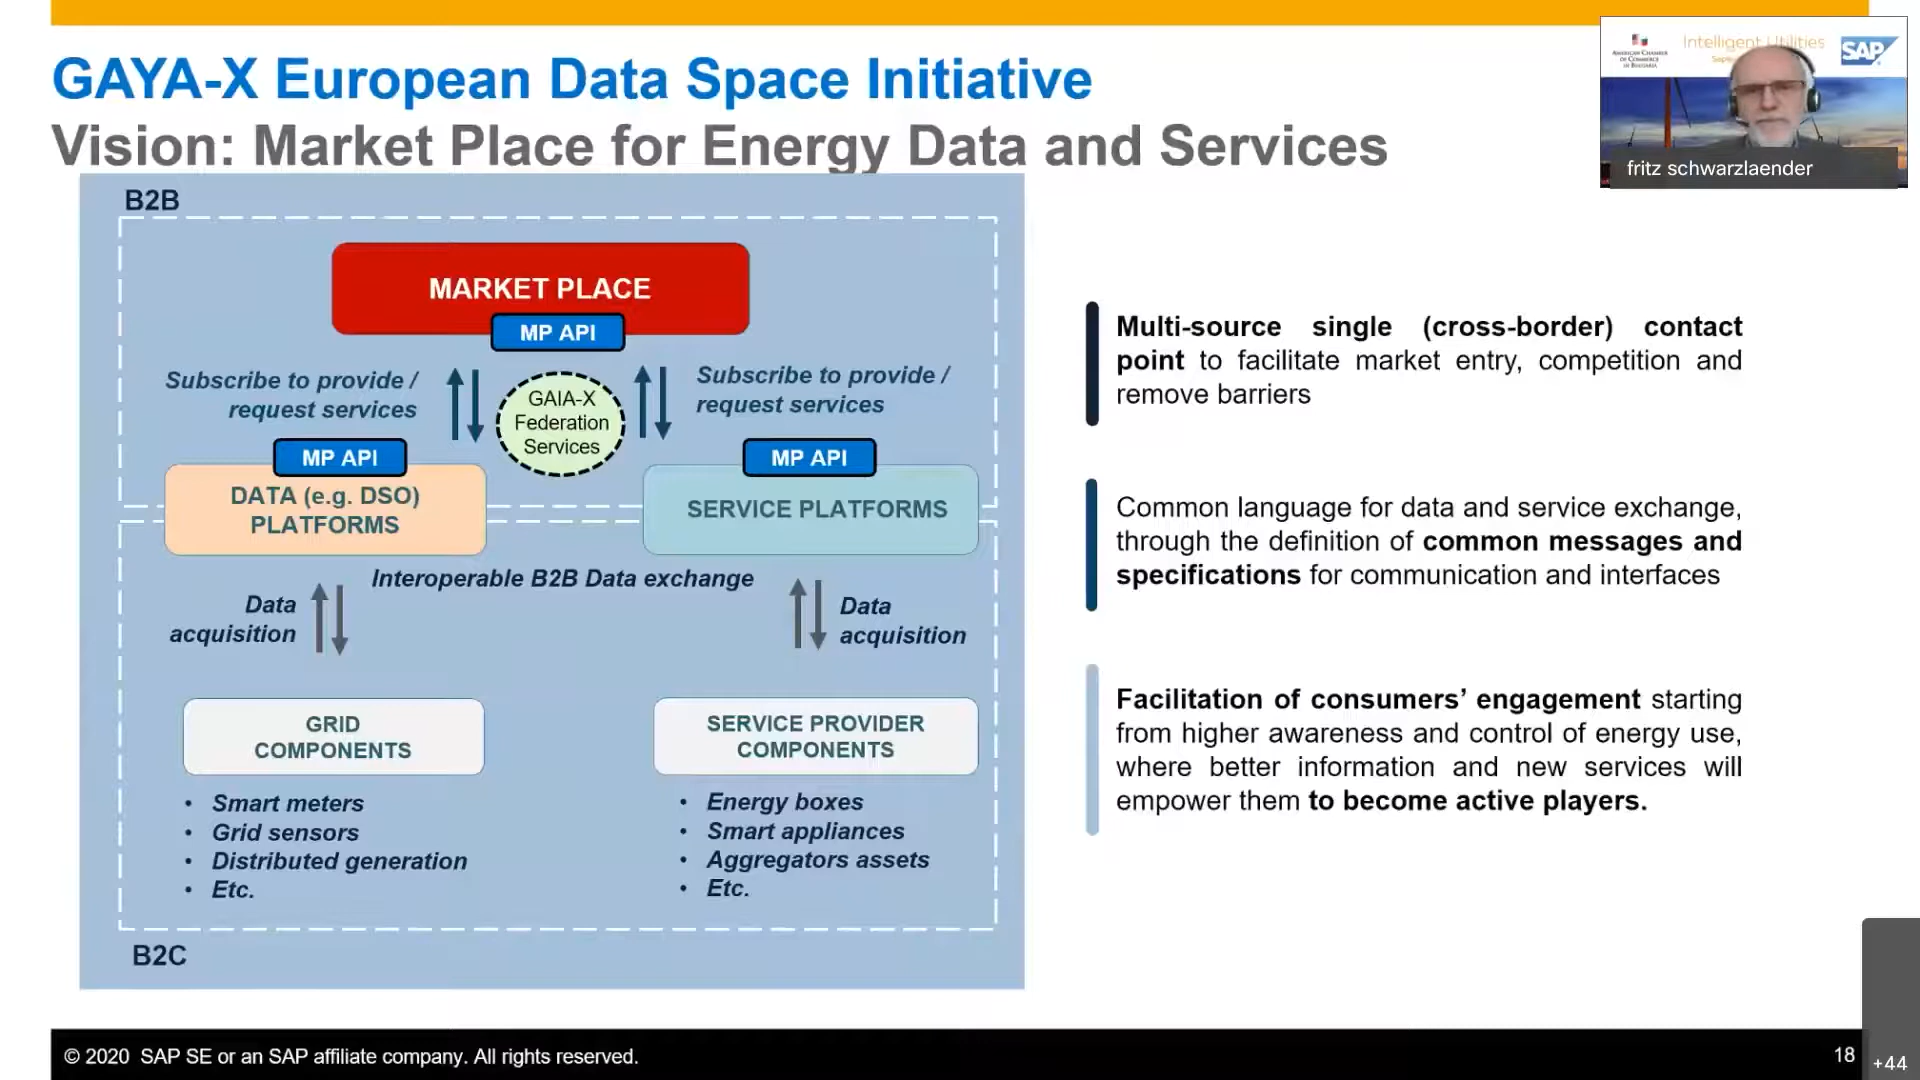 GAYA-X European Data Space Initiative
Vision: Market Place for Energy Data and Services
AMERICAN CHAMBER
OF COMMERCE
IN BULGARIA
Intelligent Utilities
SAP
fritz schwarzlaender
B2B
MARKET PLACE
MP API
Subscribe to provide /
request services
GAIA-X
Federation
Services
Subscribe to provide /
request services
MP API
MP API
DATA (e.g. DSO)
PLATFORMS
SERVICE PLATFORMS
Interoperable B2B Data exchange
Data
acquisition
Data
acquisition
GRID
COMPONENTS
SERVICE PROVIDER
COMPONENTS
• Smart meters
• Grid sensors
• Distributed generation
• Etc.
• Energy boxes
• Smart appliances
• Aggregators assets
• Etc.
B2C
Multi-source single (cross-border) contact
point to facilitate market entry, competition and
remove barriers
Common language for data and service exchange,
through the definition of common messages and
specifications for communication and interfaces
Facilitation of consumers’ engagement starting
from higher awareness and control of energy use,
where better information and new services will
empower them to become active players.
© 2020 SAP SE or an SAP affiliate company. All rights reserved.
18
+44